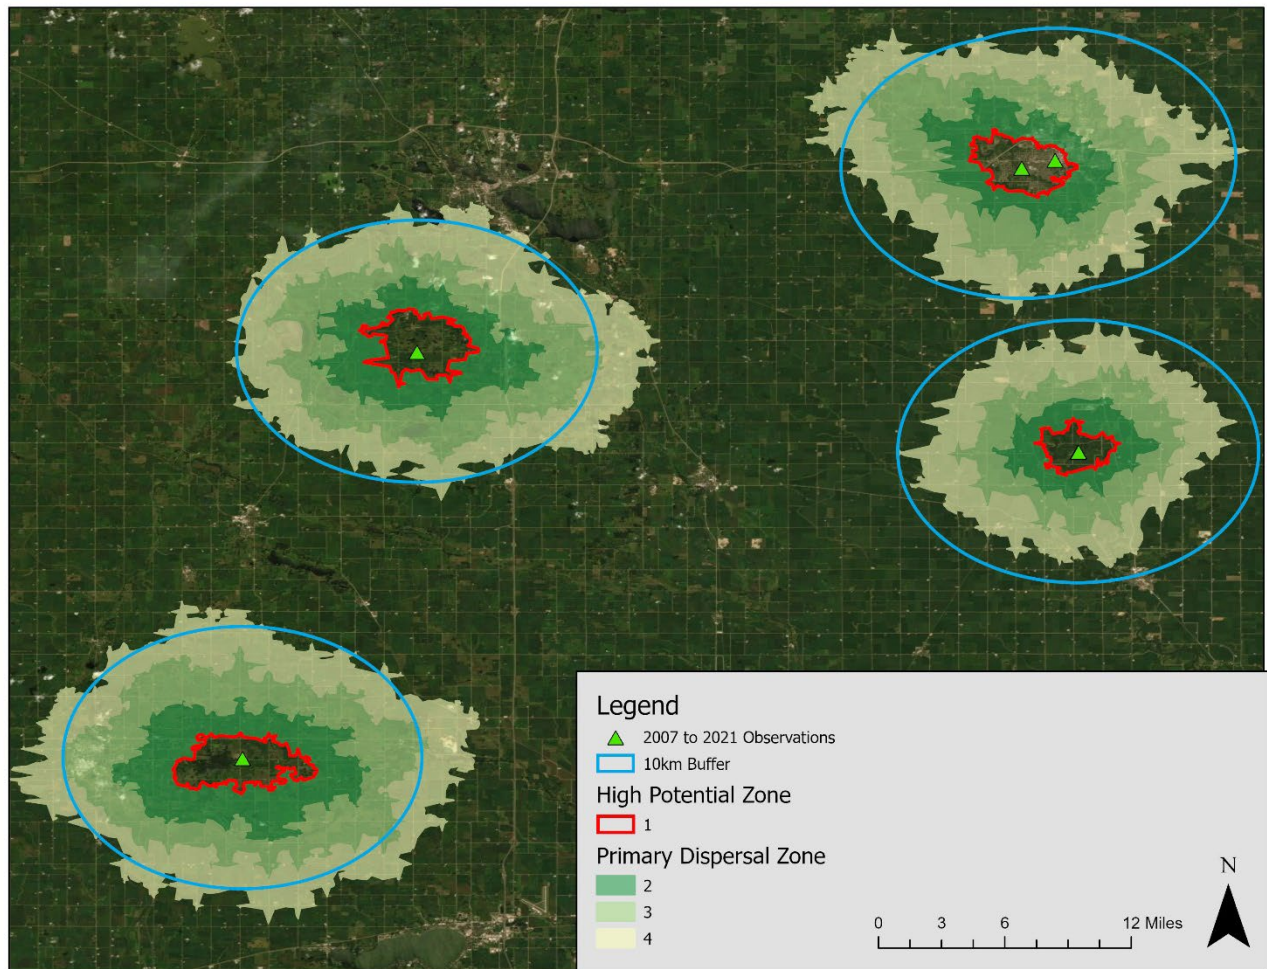 Legend
2007 to 2021 Observations
10km Buffer
High Potential Zone
1
Primary Dispersal Zone
2
3
4
0 3 6 12 Miles
N